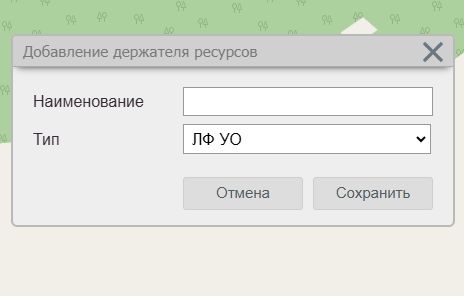 Добавление держателя ресурсов
Наименование
Тип
ЛФ УО
Отмена
Сохранить